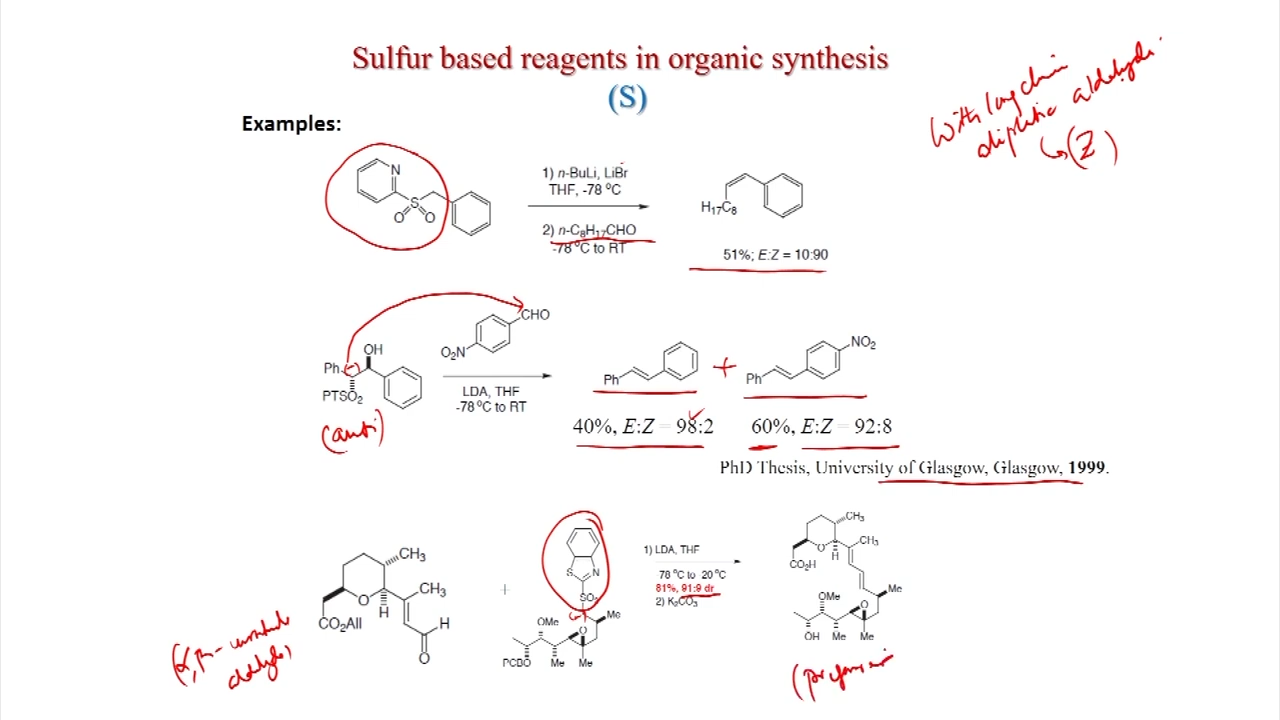 Sulfur based reagents in organic synthesis
(S)
With long chain
aliphatic aldehyde
↳(Z)
Examples:
N
S
O O
1) n-BuLi, LiBr
THF, -78 °C
2) n-C8H17CHO
-78 °C to RT
H17C8
51%; E:Z = 10:90
OH
Ph
(-)
PTSO2
(anti)
CHO
O2N
LDA, THF
-78 °C to RT
Ph
+
Ph
NO2
40%, E:Z = 98:2
60%, E:Z = 92:8
PhD Thesis, University of Glasgow, Glasgow, 1999.
CH3
O
H
CH3
CO2All
H
O
+
S N
SO2
OMe
O
Me
PCBO
Me Me
1) LDA, THF
78 °C to 20 °C
81%, 91:9 dr
2) K2CO3
CH3
O
H
CH3
CO2H
Me
OMe
O
OH Me Me
(α,β-
aldehyde)